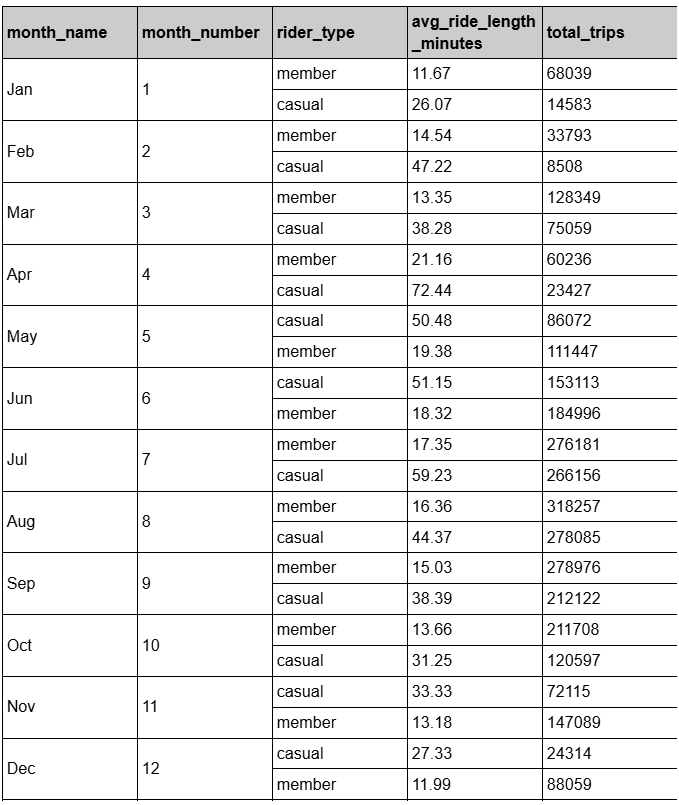 month_name month_number rider_type avg_ride_length_minutes total_trips
Jan 1 member 11.67 68039
casual 26.07 14583
Feb 2 member 14.54 33793
casual 47.22 8508
Mar 3 member 13.35 128349
casual 38.28 75059
Apr 4 member 21.16 60236
casual 72.44 23427
May 5 casual 50.48 86072
member 19.38 111447
Jun 6 casual 51.15 153113
member 18.32 184996
Jul 7 member 17.35 276181
casual 59.23 266156
Aug 8 member 16.36 318257
casual 44.37 278085
Sep 9 member 15.03 278976
casual 38.39 212122
Oct 10 member 13.66 211708
casual 31.25 120597
Nov 11 casual 33.33 72115
member 13.18 147089
Dec 12 casual 27.33 24314
member 11.99 88059